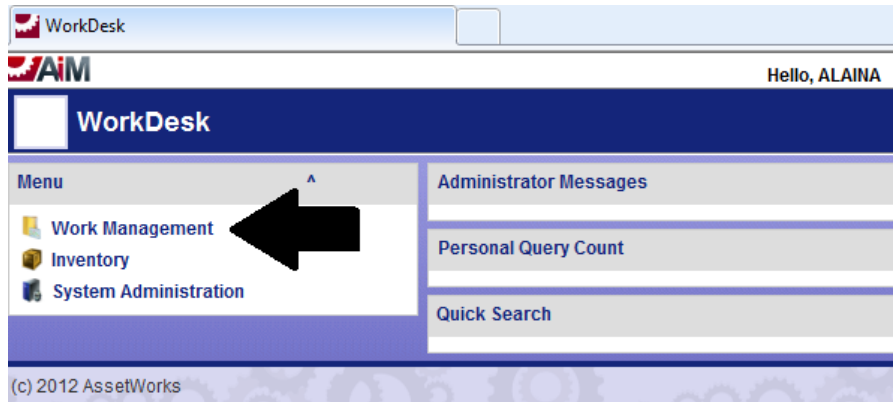 WorkDesk
AiM
Hello, ALAINA
WorkDesk
Menu ^
Work Management
Inventory
System Administration
Administrator Messages
Personal Query Count
Quick Search
(c) 2012 AssetWorks